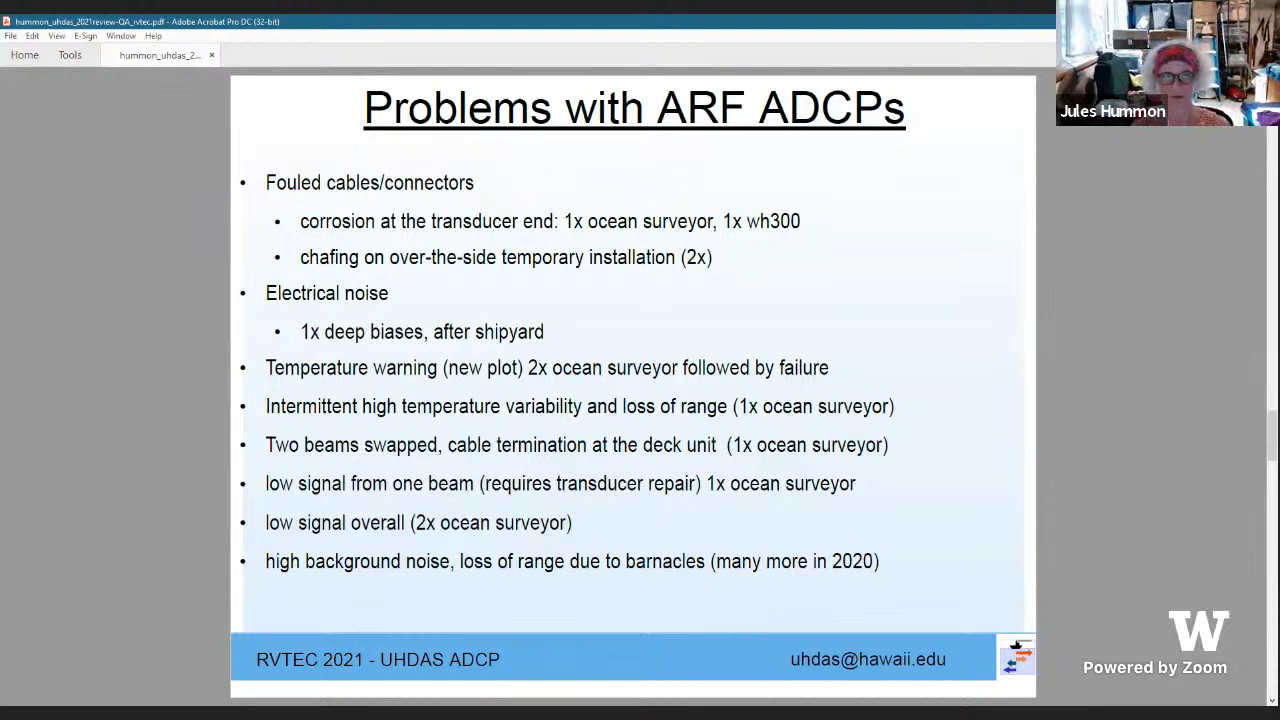 hummon_uhdas_2021review-QA_rvtec.pdf - Adobe Acrobat Pro DC (32-bit)
File Edit View E-Sign Window Help
Home Tools hummon_uhdas_2... ×
Jules Hummon
Problems with ARF ADCPs
• Fouled cables/connectors
• corrosion at the transducer end: 1x ocean surveyor, 1x wh300
• chafing on over-the-side temporary installation (2x)
• Electrical noise
• 1x deep biases, after shipyard
• Temperature warning (new plot) 2x ocean surveyor followed by failure
• Intermittent high temperature variability and loss of range (1x ocean surveyor)
• Two beams swapped, cable termination at the deck unit (1x ocean surveyor)
• low signal from one beam (requires transducer repair) 1x ocean surveyor
• low signal overall (2x ocean surveyor)
• high background noise, loss of range due to barnacles (many more in 2020)
RVTEC 2021 - UHDAS ADCP uhdas@hawaii.edu
W
Powered by Zoom